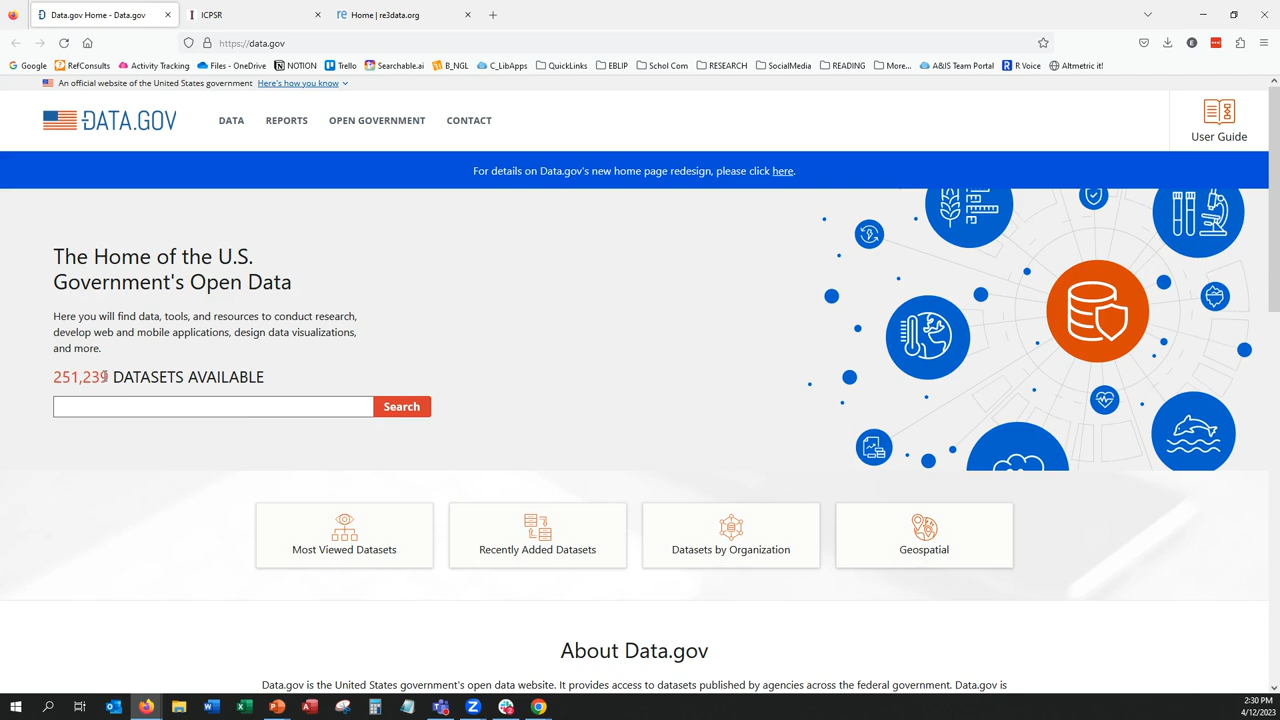 Data.gov Home - Data.gov
ICPSR
re Home | re3data.org
https://data.gov
Google RefConsults Activity Tracking Files - OneDrive NOTION Trello Searchable.ai B_NGL C_LibApps QuickLinks EBLIP Schol Com RESEARCH SocialMedia READING More... A&IS Team Portal R Voice Altmetric it!
An official website of the United States government Here's how you know
DATA.GOV
DATA REPORTS OPEN GOVERNMENT CONTACT
User Guide
For details on Data.gov's new home page redesign, please click here.
The Home of the U.S.
Government's Open Data
Here you will find data, tools, and resources to conduct research,
develop web and mobile applications, design data visualizations,
and more.
251,239 DATASETS AVAILABLE
Search
Most Viewed Datasets
Recently Added Datasets
Datasets by Organization
Geospatial
About Data.gov
Data.gov is the United States government's open data website. It provides access to datasets published by agencies across the federal government. Data.gov is
2:30 PM
4/12/2023